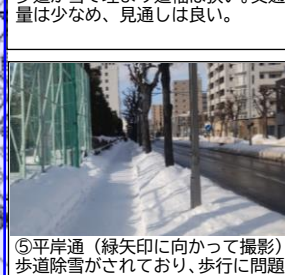 量は少なめ、見通しは良い。
⑤平岸通（緑矢印に向かって撮影）
歩道除雪がされており、歩行に問題